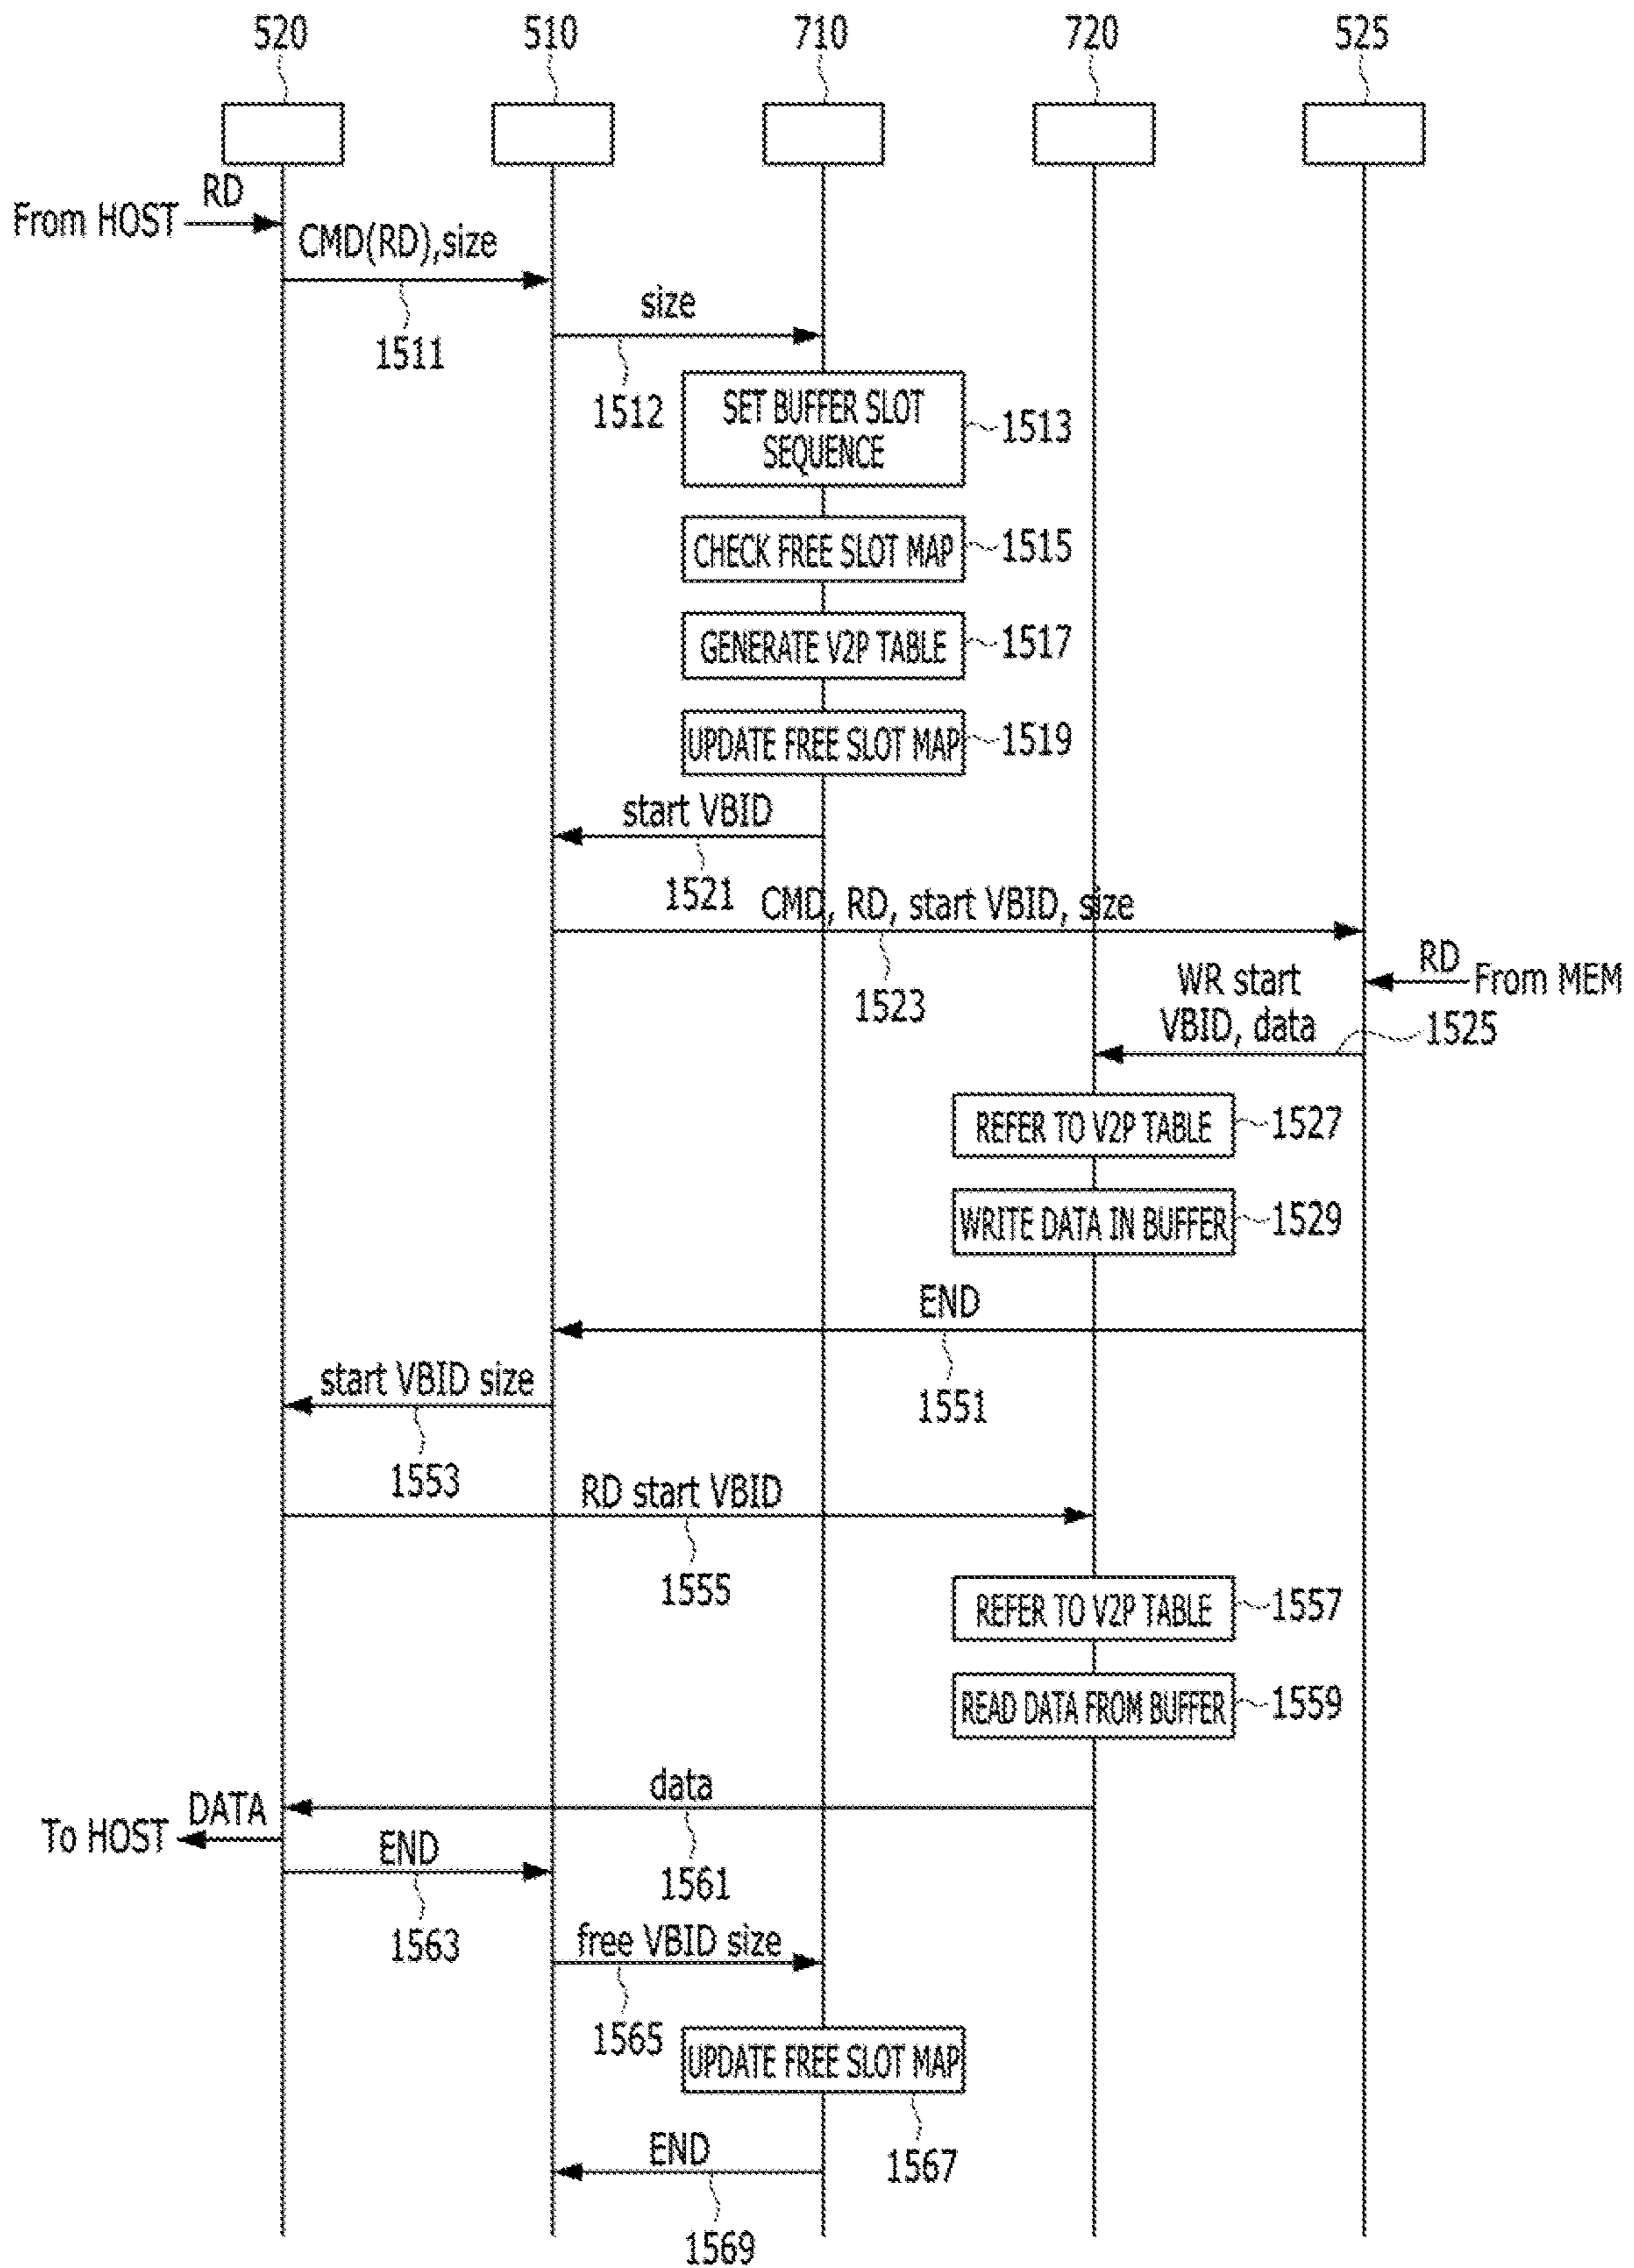 520
510
710
720
525
RD
From HOST
CMD(RD),size
1511
size
1512
SET BUFFER SLOT
SEQUENCE
1513
CHECK FREE SLOT MAP
1515
GENERATE V2P TABLE
1517
UPDATE FREE SLOT MAP
1519
start VBID
1521
CMD, RD, start VBID, size
1523
RD
From MEM
WR start
VBID, data
1525
REFER TO V2P TABLE
1527
WRITE DATA IN BUFFER
1529
END
1551
start VBID size
1553
RD start VBID
1555
REFER TO V2P TABLE
1557
READ DATA FROM BUFFER
1559
data
1561
DATA
To HOST
END
1563
free VBID size
1565
UPDATE FREE SLOT MAP
1567
END
1569